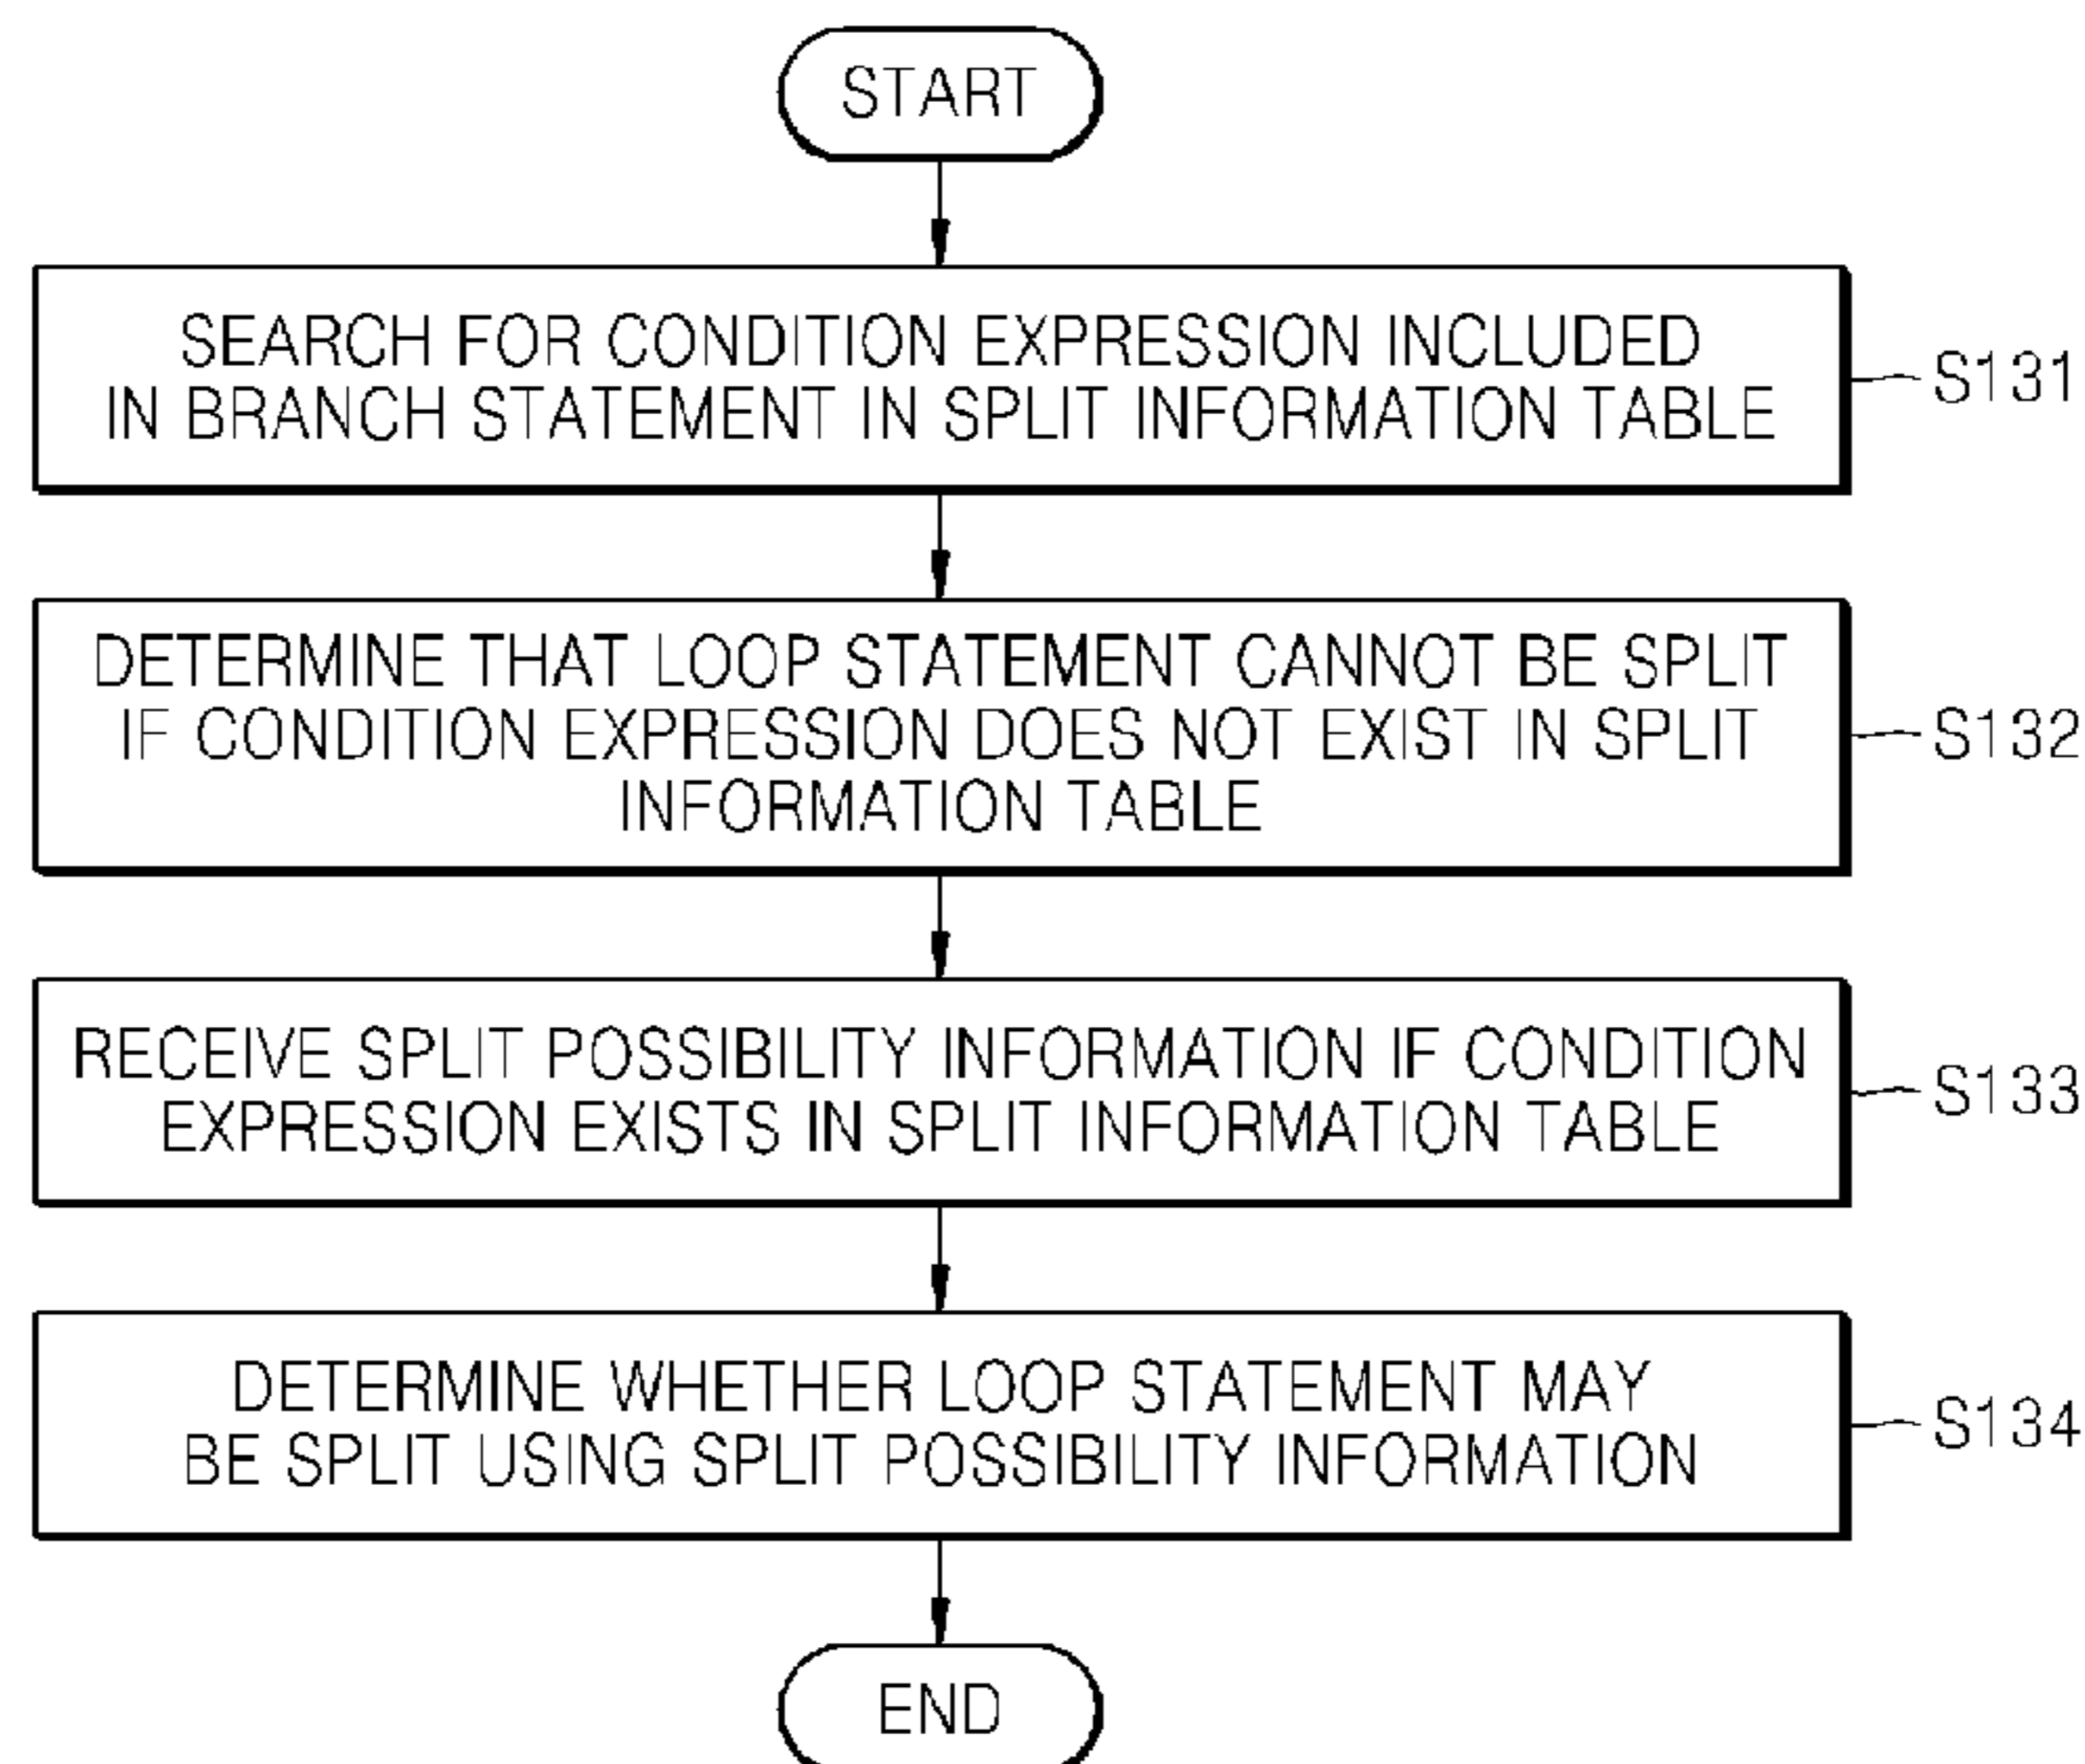 START
SEARCH FOR CONDITION EXPRESSION INCLUDED
IN BRANCH STATEMENT IN SPLIT INFORMATION TABLE
S131
DETERMINE THAT LOOP STATEMENT CANNOT BE SPLIT
IF CONDITION EXPRESSION DOES NOT EXIST IN SPLIT
INFORMATION TABLE
S132
RECEIVE SPLIT POSSIBILITY INFORMATION IF CONDITION
EXPRESSION EXISTS IN SPLIT INFORMATION TABLE
S133
DETERMINE WHETHER LOOP STATEMENT MAY
BE SPLIT USING SPLIT POSSIBILITY INFORMATION
S134
END